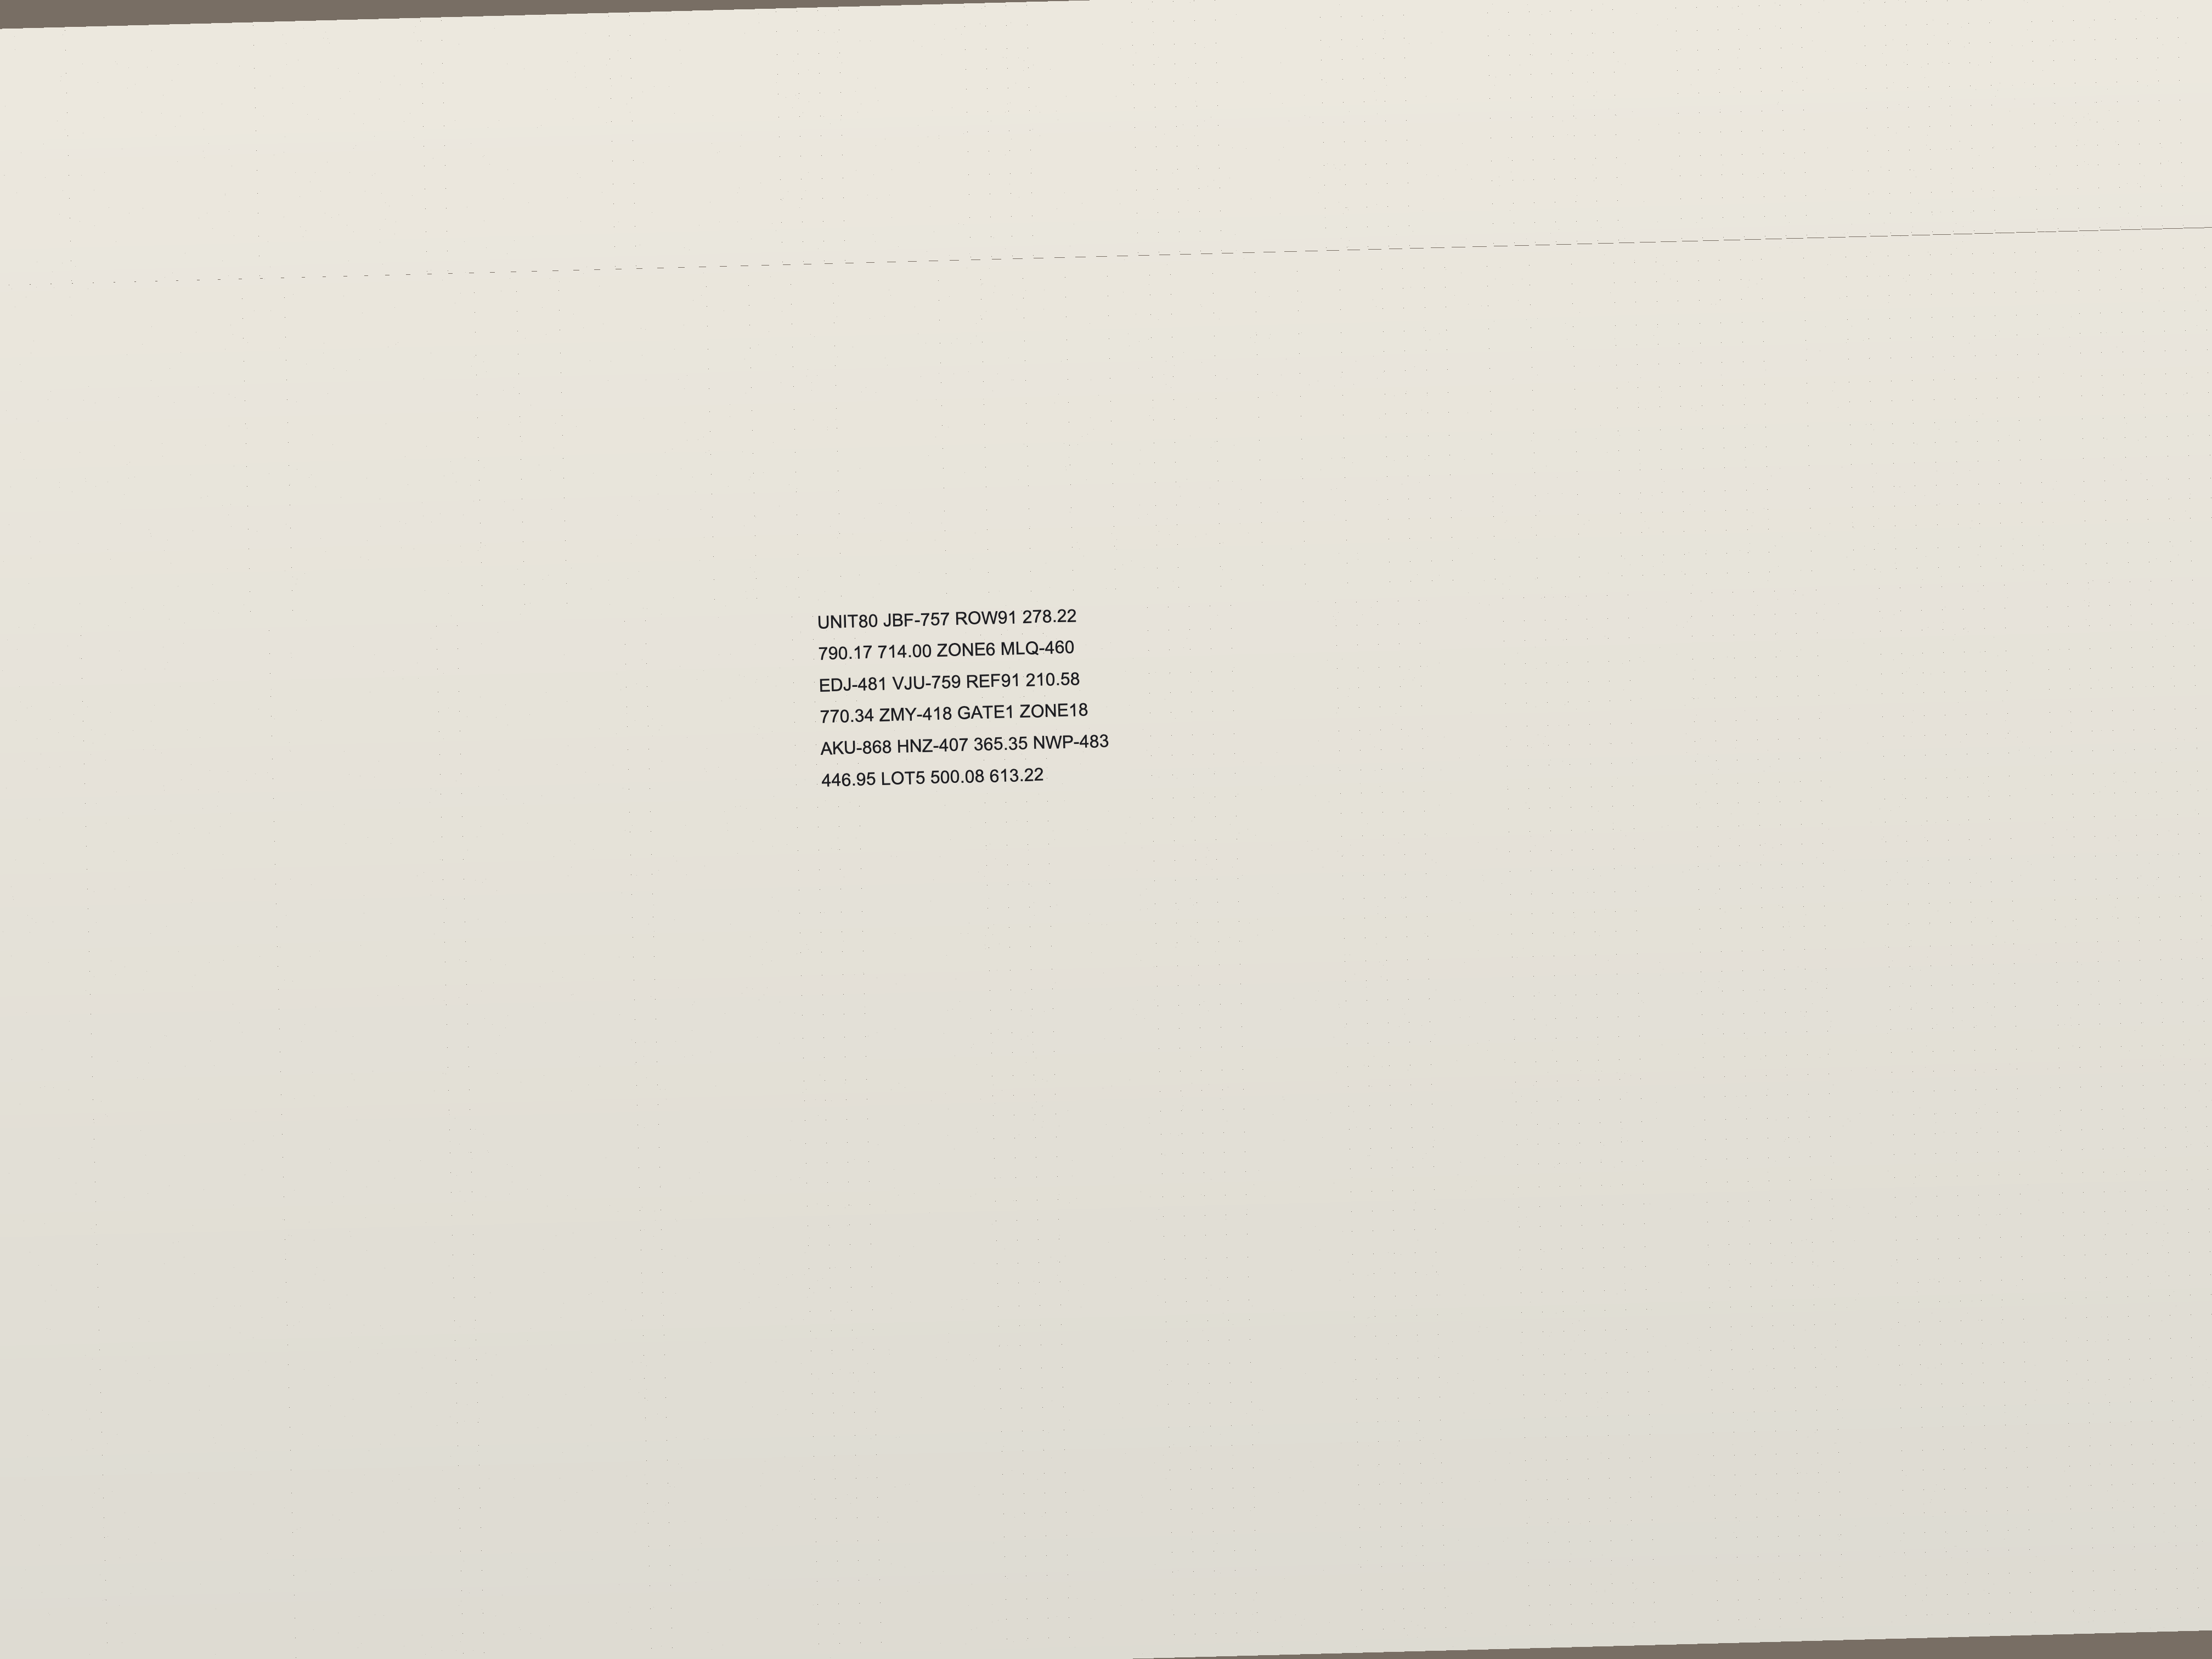 UNIT80 JBF-757 ROW91 278.22
790.17 714.00 ZONE6 MLQ-460
EDJ-481 VJU-759 REF91 210.58
770.34 ZMY-418 GATE1 ZONE18
AKU-868 HNZ-407 365.35 NWP-483
446.95 LOT5 500.08 613.22